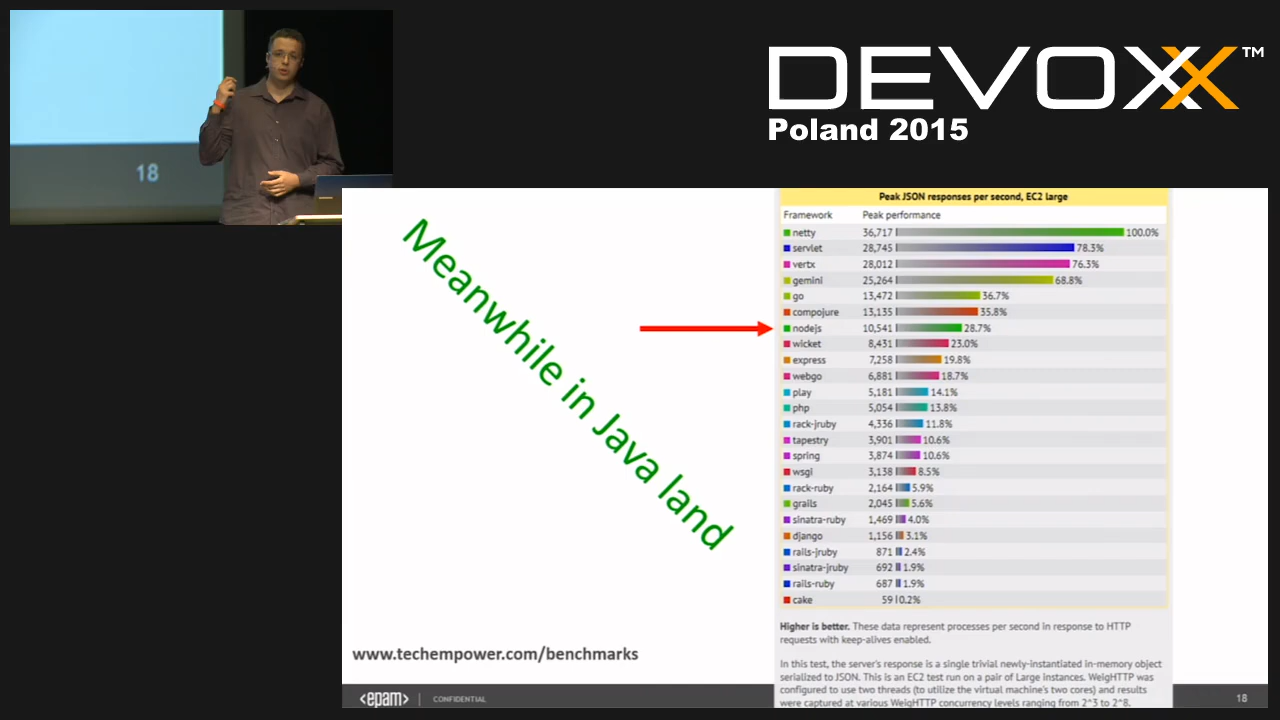 18
DEVOXX™
Poland 2015
Meanwhile in Java land
Peak JSON responses per second, EC2 large
Framework Peak performance
netty 36,717 100.0%
servlet 28,745 78.3%
vertx 28,012 76.3%
gemini 25,264 68.8%
go 13,472 36.7%
compojure 13,135 35.8%
nodejs 10,541 28.7%
wicket 8,431 23.0%
express 7,258 19.8%
webgo 6,881 18.7%
play 5,181 14.1%
php 5,054 13.8%
rack-jruby 4,336 11.8%
tapestry 3,901 10.6%
spring 3,874 10.6%
wsgi 3,138 8.5%
rack-ruby 2,164 5.9%
grails 2,045 5.6%
sinatra-ruby 1,469 4.0%
django 1,156 3.1%
rails-jruby 871 2.4%
sinatra-jruby 692 1.9%
rails-ruby 687 1.9%
cake 59 0.2%
Higher is better. These data represent processes per second in response to HTTP
requests with keep-alives enabled.
In this test, the server's response is a single trivial newly-instantiated in-memory object
serialized to JSON. This is an EC2 test run on a pair of Large instances. WeigHTTP was
configured to use two threads (to utilize the virtual machine's two cores) and results
were captured at various WeigHTTP concurrency levels ranging from 2^3 to 2^8.
www.techempower.com/benchmarks
<epam> | CONFIDENTIAL
18